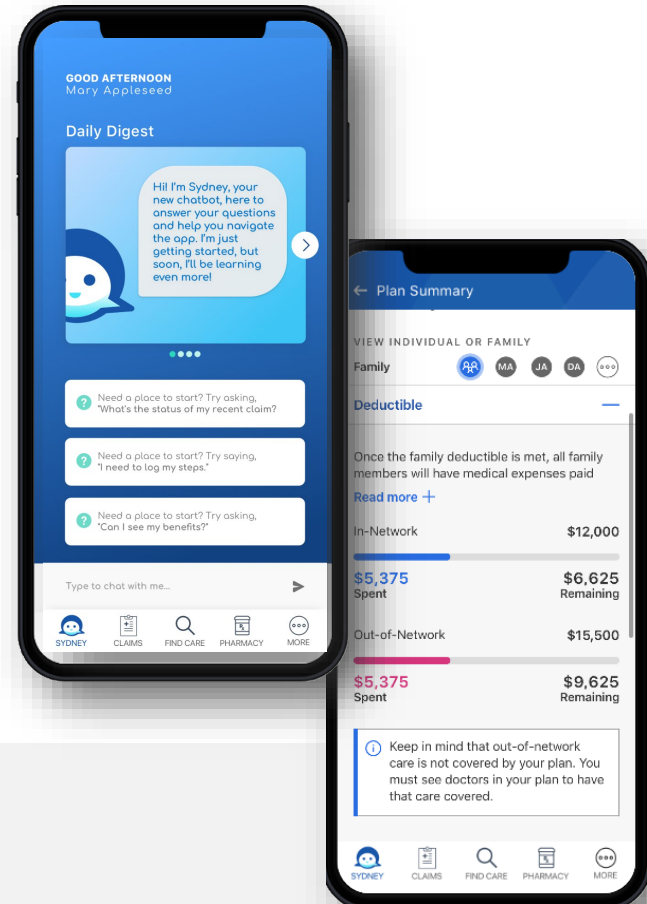 GOOD AFTERNOON
Mary Appleseed
Daily Digest
Hi! I'm Sydney, your
new chatbot, here to
answer your questions
and help you navigate
the app. I'm just
getting started, but
soon, I'll be learning
even more!
Need a place to start? Try asking,
"What's the status of my recent claim?
Need a place to start? Try saying,
"I need to log my steps."
Need a place to start? Try asking,
"Can I see my benefits?"
Type to chat with me...
SYDNEY CLAIMS FIND CARE PHARMACY MORE
Plan Summary
VIEW INDIVIDUAL OR FAMILY
Family MA JA DA
Deductible
Once the family deductible is met, all family
members will have medical expenses paid
Read more +
In-Network $12,000
$5,375 $6,625
Spent Remaining
Out-of-Network $15,500
$5,375 $9,625
Spent Remaining
Keep in mind that out-of-network
care is not covered by your plan. You
must see doctors in your plan to have
that care covered.
SYDNEY CLAIMS FIND CARE PHARMACY MORE